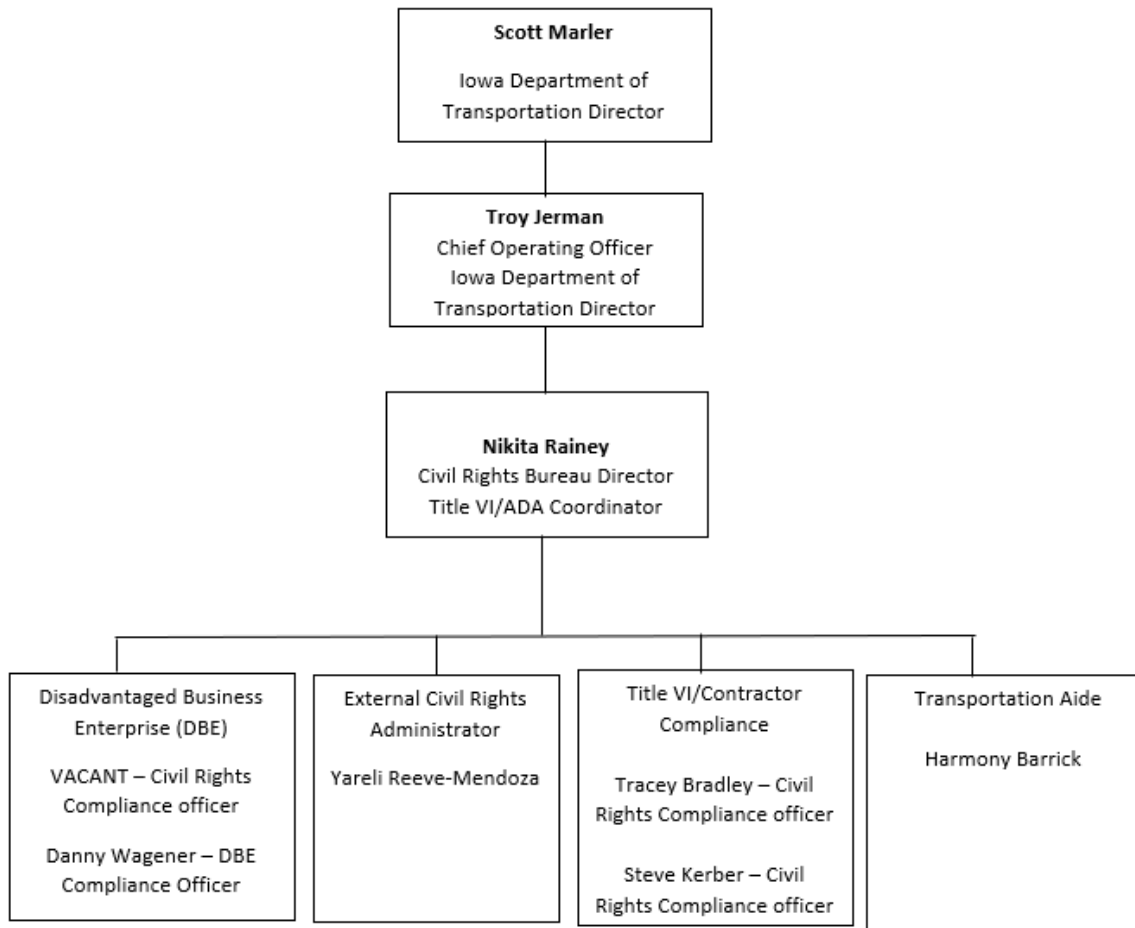 Scott Marler
Iowa Department of
Transportation Director
Troy Jerman
Chief Operating Officer
Iowa Department of
Transportation Director
Nikita Rainey
Civil Rights Bureau Director
Title VI/ADA Coordinator
Disadvantaged Business
Enterprise (DBE)
VACANT – Civil Rights
Compliance officer
Danny Wagener – DBE
Compliance Officer
External Civil Rights
Administrator
Yareli Reeve-Mendoza
Title VI/Contractor
Compliance
Tracey Bradley – Civil
Rights Compliance officer
Steve Kerber – Civil
Rights Compliance officer
Transportation Aide
Harmony Barrick